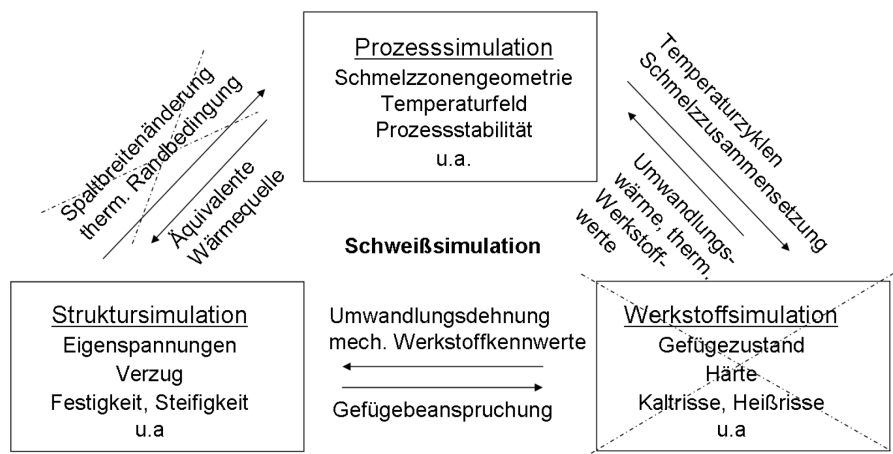 Prozesssimulation
Schmelzzonengeometrie
Temperaturfeld
Prozessstabilität
u.a.
Spaltbreitenänderung
therm. Randbedingung
Äquivalente
Wärmequelle
Temperaturzyklen
Schmelzzusammensetzung
Umwandlungs-
wärme, therm.
Werkstoff-
werte
Schweißsimulation
Struktursimulation
Eigenspannungen
Verzug
Festigkeit, Steifigkeit
u.a
Umwandlungsdehnung
mech. Werkstoffkennwerte
Gefügebeanspruchung
Werkstoffsimulation
Gefügezustand
Härte
Kaltrisse, Heißrisse
u.a